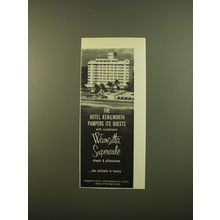 THE
HOTEL KENILWORTH
PAMPERS ITS GUESTS
with sumptuous
Wamsutta
Supercale
sheets & pillowcases
...the ultimate in luxury